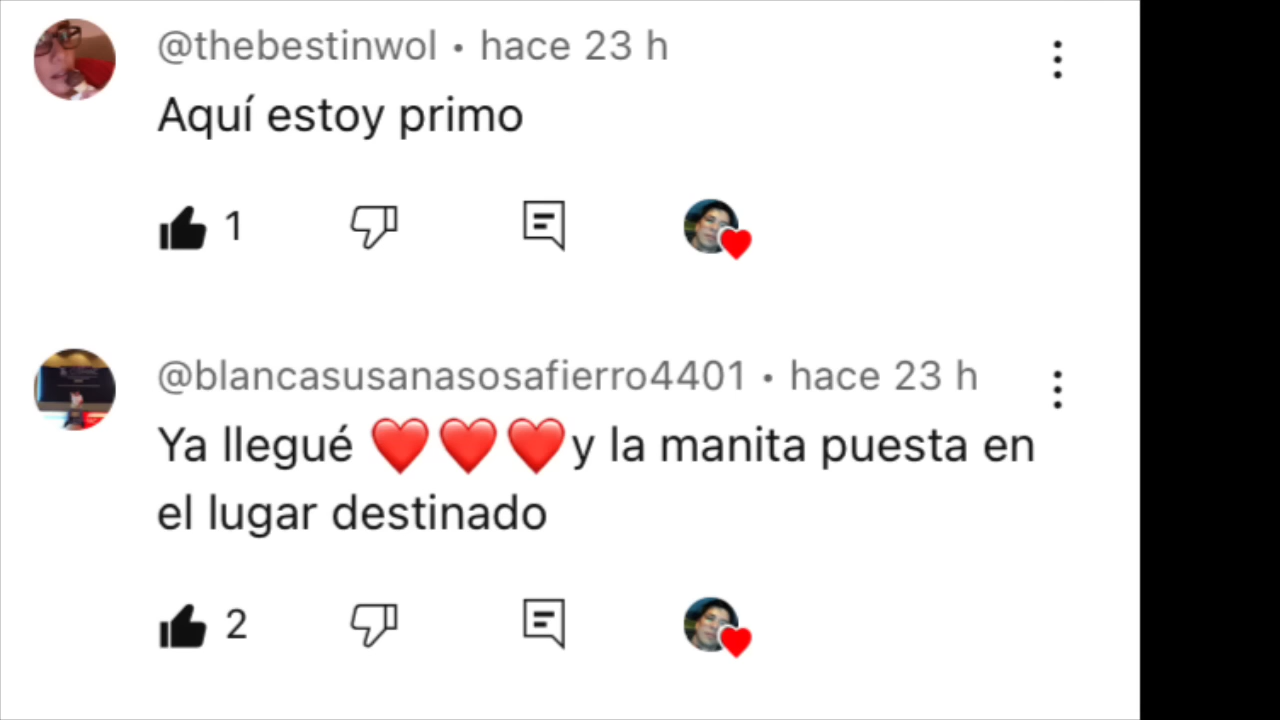 @thebestinwol • hace 23 h
Aquí estoy primo
1
@blancasusanasosafierro4401 • hace 23 h
Ya llegué ❤️❤️❤️y la manita puesta en
el lugar destinado
2